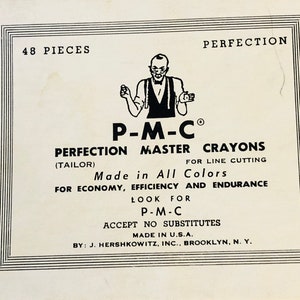 48 PIECES PERFECTION
P-M-C®
PERFECTION MASTER CRAYONS
(TAILOR) FOR LINE CUTTING
Made in All Colors
FOR ECONOMY, EFFICIENCY AND ENDURANCE
LOOK FOR
P-M-C
ACCEPT NO SUBSTITUTES
MADE IN U.S.A.
BY: J. HERSHKOWITZ, INC., BROOKLYN, N. Y.